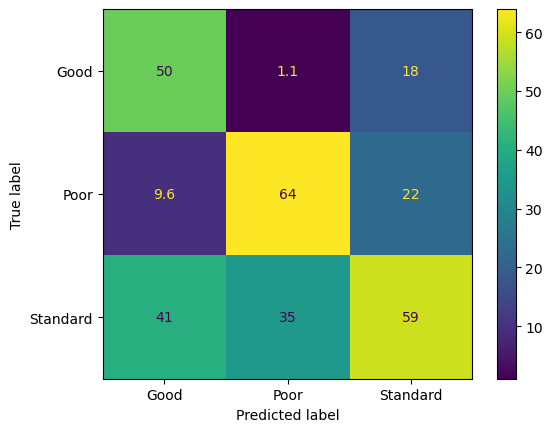 Good 50 1.1 18
Poor 9.6 64 22
Standard 41 35 59
Good Poor Standard
Predicted label
True label
60
50
40
30
20
10